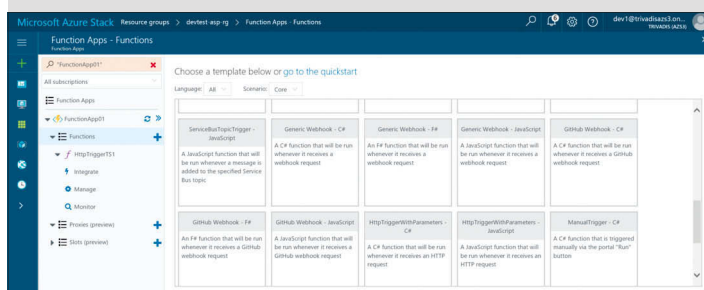 Microsoft Azure Stack Resource groups > devtest-asp-rg > Function Apps - Functions
dev1@trivadisazs3.on...
TRIVADIS (AZS3)
Function Apps - Functions
Function Apps
"FunctionApp01"
All subscriptions
Function Apps
FunctionApp01
Functions
HttpTriggerTS1
Integrate
Manage
Monitor
Proxies (preview)
Slots (preview)
Choose a template below or go to the quickstart
Language: All Scenario: Core
ServiceBusTopicTrigger -
JavaScript
A JavaScript function that will
be run whenever a message is
added to the specified Service
Bus topic
Generic Webhook - C#
A C# function that will be run
whenever it receives a
webhook request
Generic Webhook - F#
An F# function that will be run
whenever it receives a
webhook request
Generic Webhook - JavaScript
A JavaScript function that will
be run whenever it receives a
webhook request
GitHub Webhook - C#
A C# function that will be run
whenever it receives a GitHub
webhook request
GitHub Webhook - F#
An F# function that will be run
whenever it receives a GitHub
webhook request
GitHub Webhook - JavaScript
A JavaScript function that will
be run whenever it receives a
GitHub webhook request
HttpTriggerWithParameters -
C#
A C# function that will be run
whenever it receives an HTTP
request
HttpTriggerWithParameters -
JavaScript
A JavaScript function that will
be run whenever it receives an
HTTP request
ManualTrigger - C#
A C# function that is triggered
manually via the portal "Run"
button